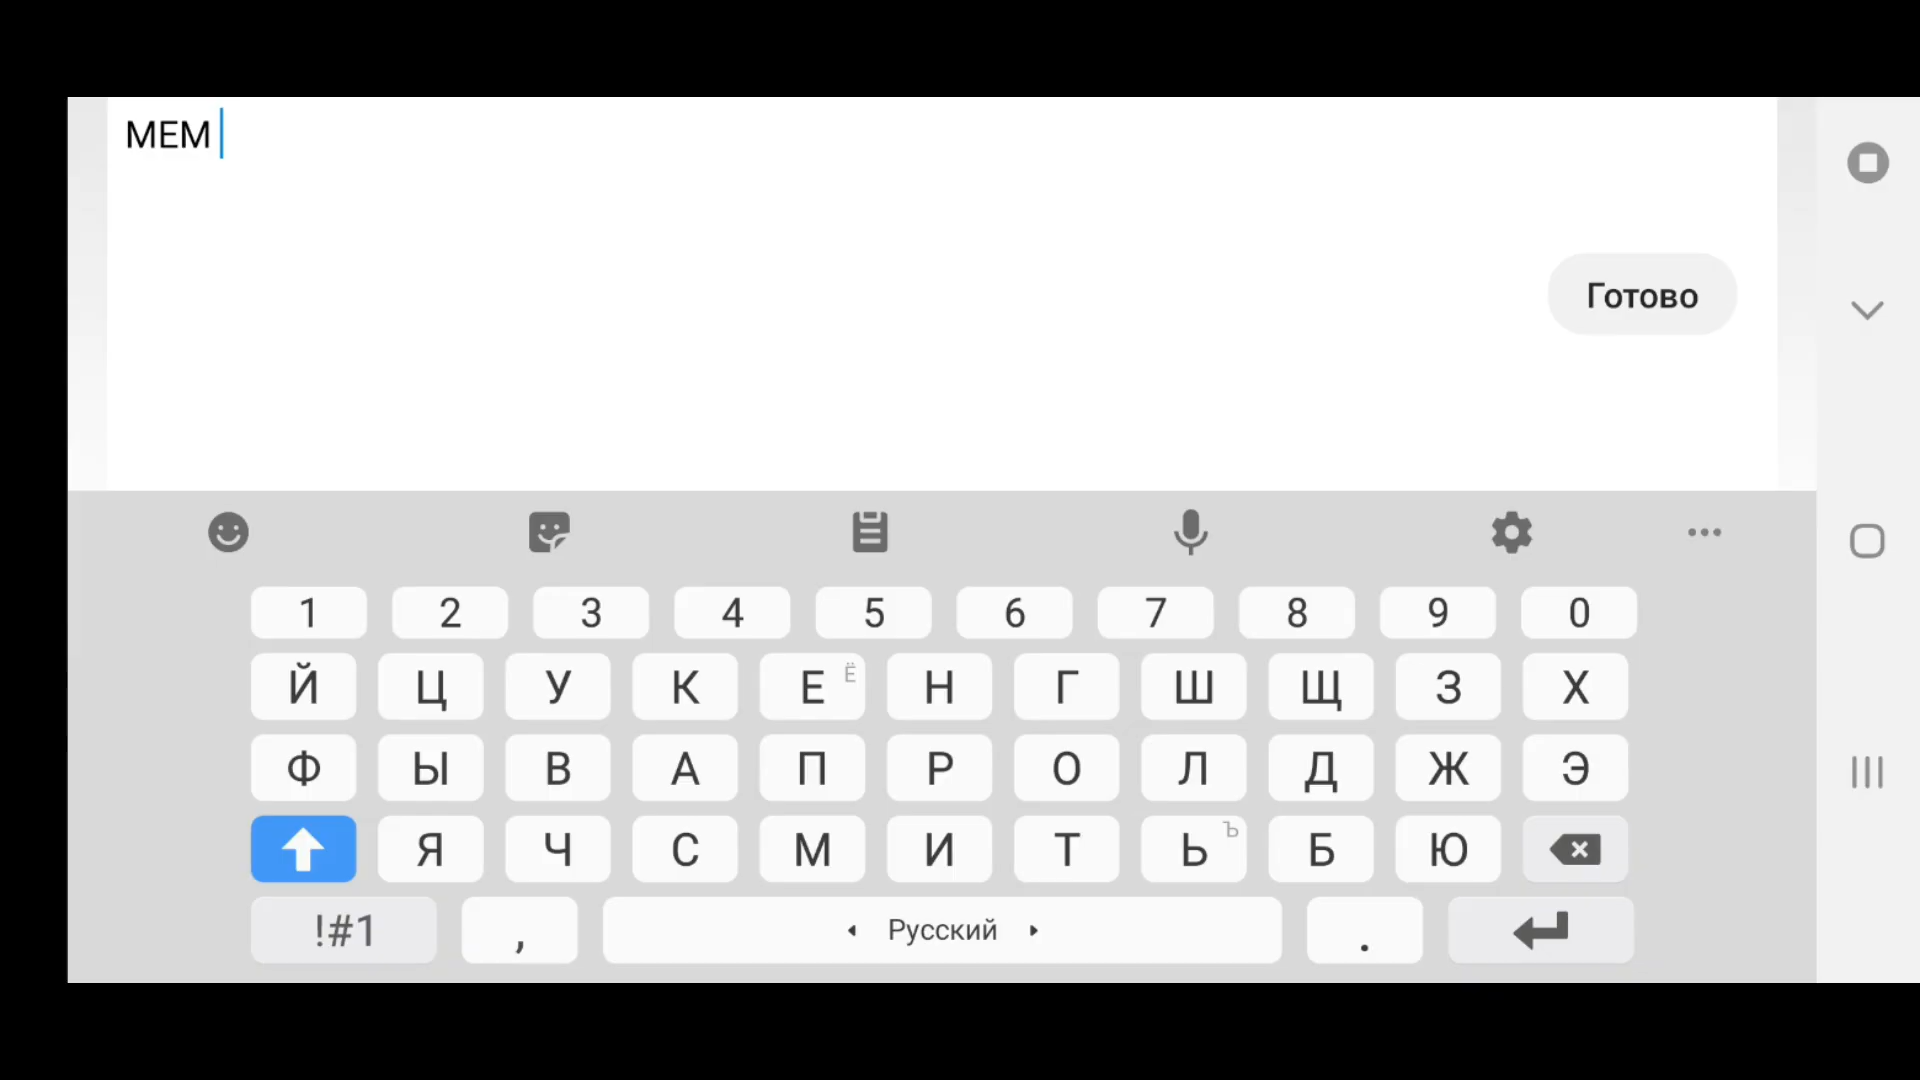 МЕМ
Готово
1 2 3 4 5 6 7 8 9 0
Й Ц У К Е Ё Н Г Ш Щ З Х
Ф Ы В А П Р О Л Д Ж Э
Я Ч С М И Т Ь Ъ Б Ю
!#1 , Русский .